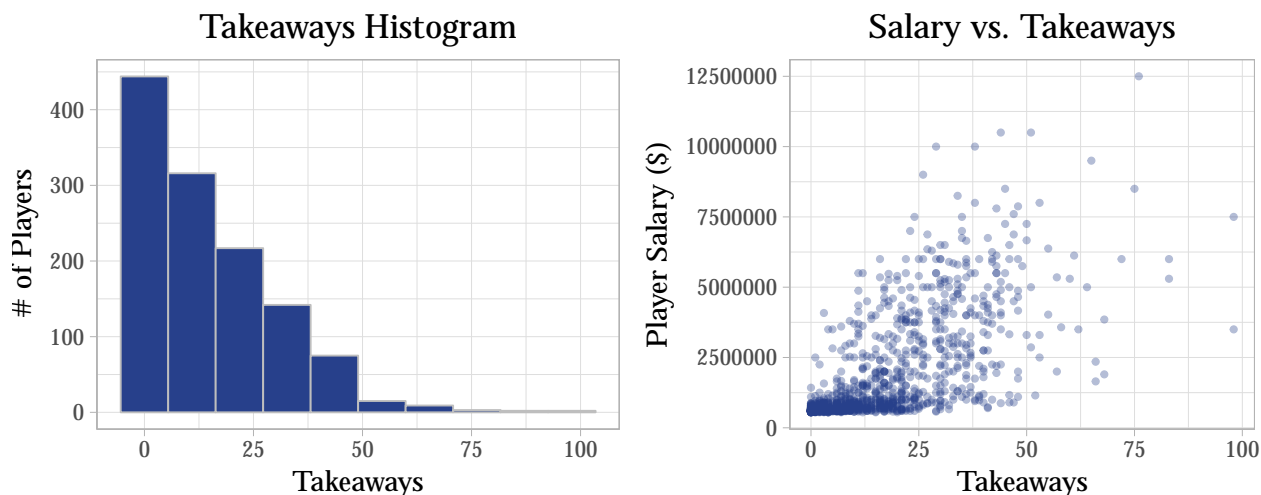 Takeaways Histogram
# of Players
400
300
200
100
0
0 25 50 75 100
Takeaways
Salary vs. Takeaways
Player Salary ($)
12500000
10000000
7500000
5000000
2500000
0
0 25 50 75 100
Takeaways